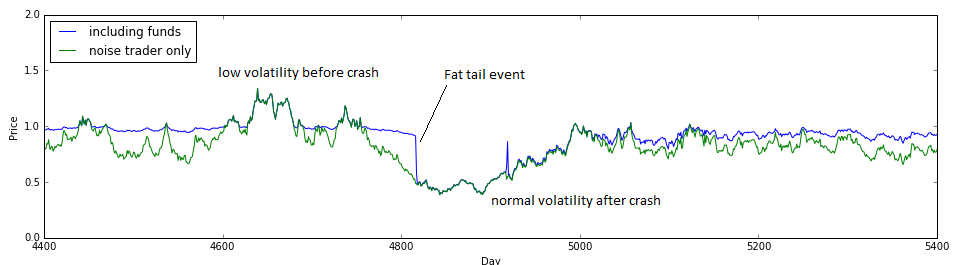 2.0
including funds
noise trader only
low volatility before crash
Fat tail event
1.5
1.0
Price
0.5
normal volatility after crash
0.0
4400
4600
4800
5000
5200
5400
Day